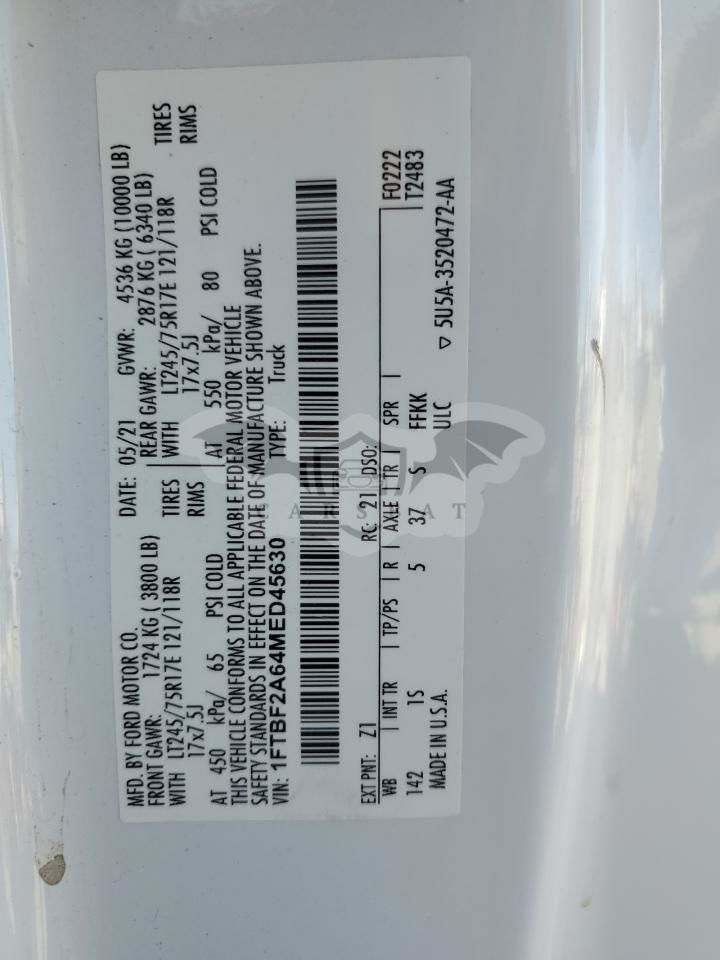 MFD. BY FORD MOTOR CO.
DATE: 05/21 GVWR: 4536 KG (10000 LB)
FRONT GAWR: 1724 KG ( 3800 LB) REAR GAWR: 2876 KG ( 6340 LB)
WITH LT245/75R17E 121/118R TIRES WITH LT245/75R17E 121/118R TIRES
17x7.5J RIMS 17x7.5J RIMS
AT 450 kPa/ 65 PSI COLD AT 550 kPa/ 80 PSI COLD
THIS VEHICLE CONFORMS TO ALL APPLICABLE FEDERAL MOTOR VEHICLE
SAFETY STANDARDS IN EFFECT ON THE DATE OF MANUFACTURE SHOWN ABOVE.
VIN: 1FTBF2A64MED45630 TYPE: Truck
F0222
T2483
EXT PNT: Z1 RC: 21 DSO:
WB INT TR TP/PS R AXLE TR SPR
142 1S 5 37 S FFKK
MADE IN U.S.A. ULC
▽ 5U5A-3520472-AA